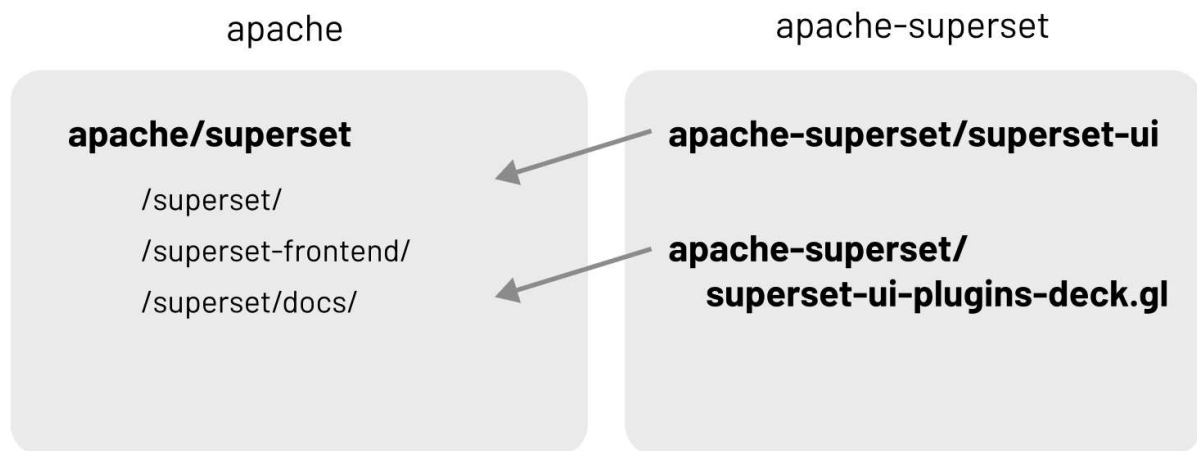 apache
apache/superset
/superset/
/superset-frontend/
/superset/docs/
apache-superset
apache-superset/superset-ui
apache-superset/
superset-ui-plugins-deck.gl